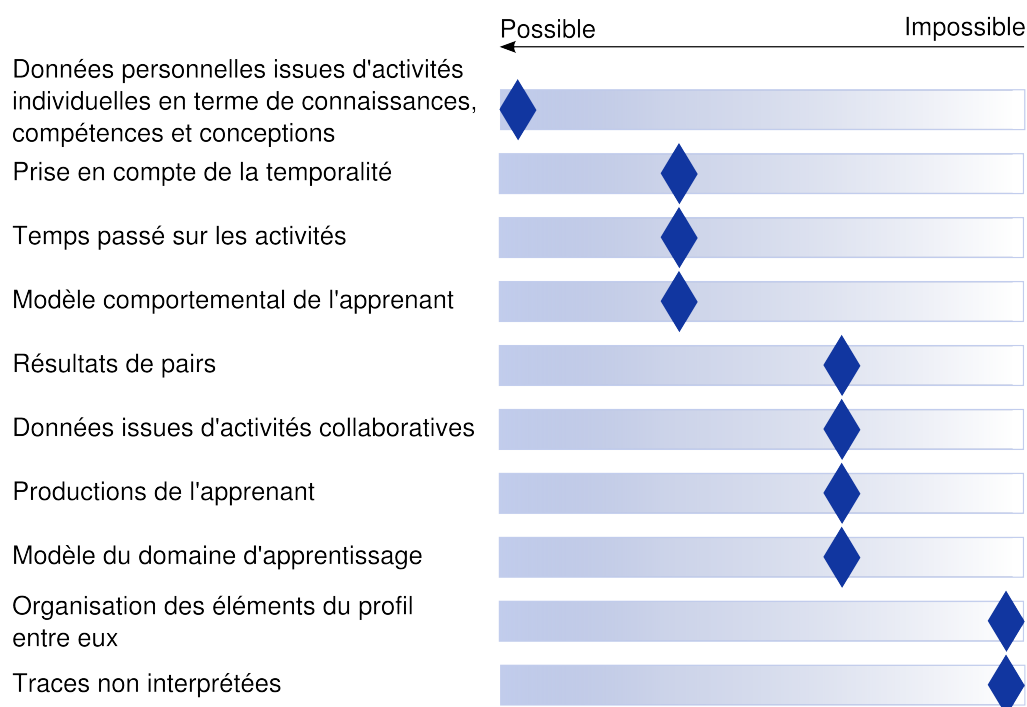 Possible
Impossible
Données personnelles issues d'activités
individuelles en terme de connaissances,
compétences et conceptions
Prise en compte de la temporalité
Temps passé sur les activités
Modèle comportemental de l'apprenant
Résultats de pairs
Données issues d'activités collaboratives
Productions de l'apprenant
Modèle du domaine d'apprentissage
Organisation des éléments du profil
entre eux
Traces non interprétées